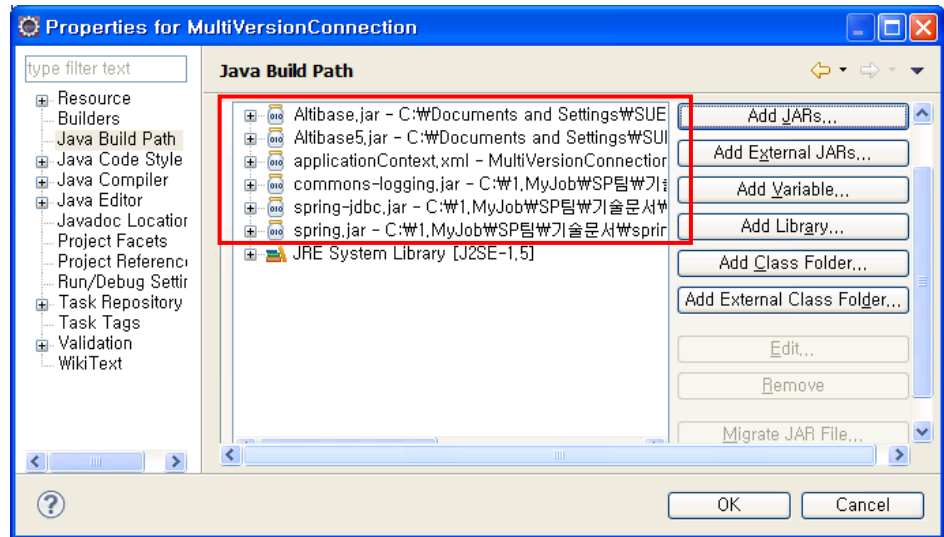 Properties for MultiVersionConnection
type filter text
Resource
Builders
Java Build Path
Java Code Style
Java Compiler
Java Editor
Javadoc Location
Project Facets
Project Referenc
Run/Debug Settir
Task Repository
Task Tags
Validation
WikiText
Java Build Path
Altibase.jar - C:₩Documents and Settings₩SUE
Altibase5.jar - C:₩Documents and Settings₩SUI
applicationContext.xml - MultiVersionConnection
commons-logging.jar - C:₩1.MyJob₩SP팀₩기
spring-jdbc.jar - C:₩1.MyJob₩SP팀₩기술문서₩
spring.jar - C:₩1.MyJob₩SP팀₩기술문서₩sprin
JRE System Library [J2SE-1.5]
Add JARs...
Add External JARs...
Add Variable...
Add Library...
Add Class Folder...
Add External Class Folder...
Edit...
Remove
Migrate JAR File...
?
OK
Cancel